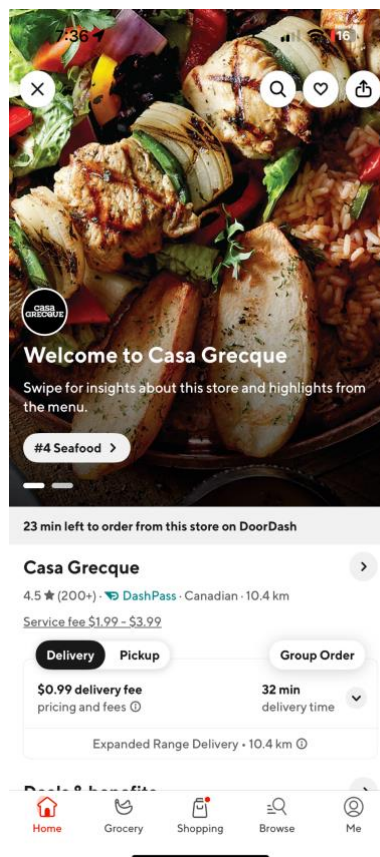 7:36
16
casa
GRECQUE
Welcome to Casa Grecque
Swipe for insights about this store and highlights from
the menu.
#4 Seafood
23 min left to order from this store on DoorDash
Casa Grecque
4.5 ★ (200+) · DashPass · Canadian · 10.4 km
Service fee $1.99 - $3.99
Delivery Pickup Group Order
$0.99 delivery fee 32 min
pricing and fees delivery time
Expanded Range Delivery • 10.4 km
Deals & benefits
Home Grocery Shopping Browse Me